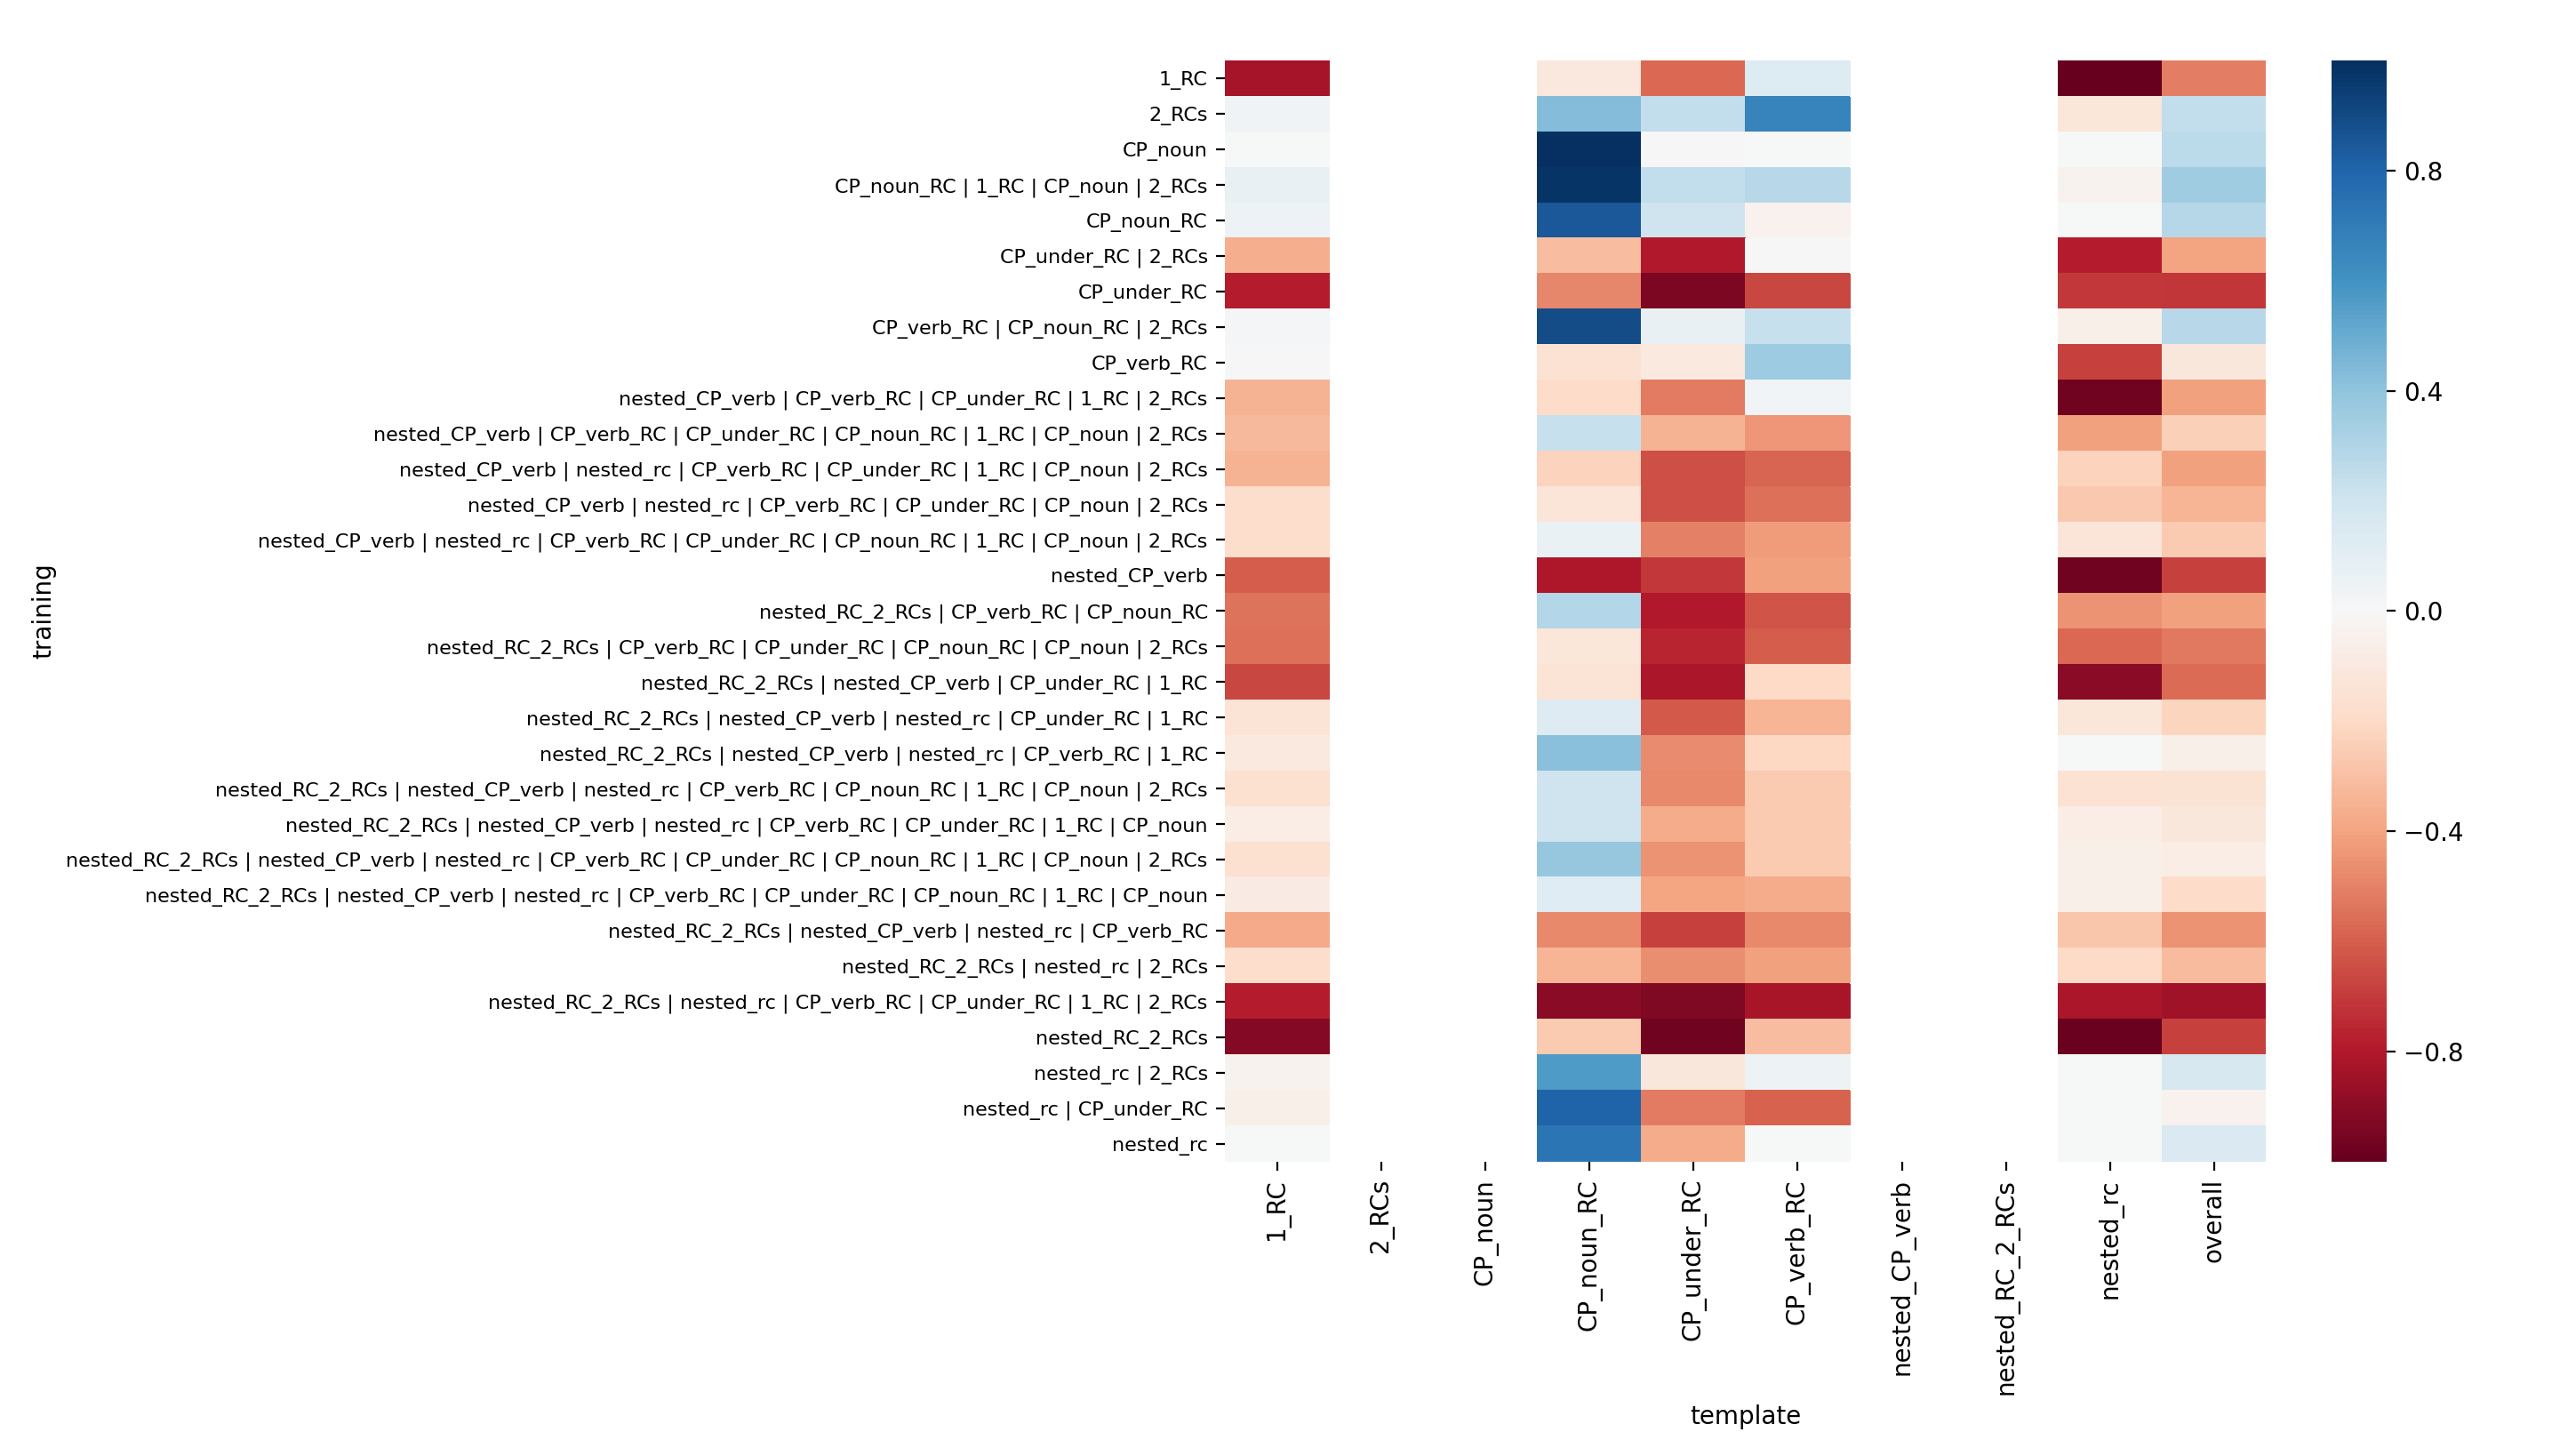 training
1_RC
2_RCs
CP_noun
CP_noun_RC | 1_RC | CP_noun | 2_RCs
CP_noun_RC
CP_under_RC | 2_RCs
CP_under_RC
CP_verb_RC | CP_noun_RC | 2_RCs
CP_verb_RC
nested_CP_verb | CP_verb_RC | CP_under_RC | 1_RC | 2_RCs
nested_CP_verb | CP_verb_RC | CP_under_RC | CP_noun_RC | 1_RC | CP_noun | 2_RCs
nested_CP_verb | nested_rc | CP_verb_RC | CP_under_RC | 1_RC | CP_noun | 2_RCs
nested_CP_verb | nested_rc | CP_verb_RC | CP_under_RC | CP_noun | 2_RCs
nested_CP_verb | nested_rc | CP_verb_RC | CP_under_RC | CP_noun_RC | 1_RC | CP_noun | 2_RCs
nested_CP_verb
nested_RC_2_RCs | CP_verb_RC | CP_noun_RC
nested_RC_2_RCs | CP_verb_RC | CP_under_RC | CP_noun_RC | CP_noun | 2_RCs
nested_RC_2_RCs | nested_CP_verb | CP_under_RC | 1_RC
nested_RC_2_RCs | nested_CP_verb | nested_rc | CP_under_RC | 1_RC
nested_RC_2_RCs | nested_CP_verb | nested_rc | CP_verb_RC | 1_RC
nested_RC_2_RCs | nested_CP_verb | nested_rc | CP_verb_RC | CP_noun_RC | 1_RC | CP_noun | 2_RCs
nested_RC_2_RCs | nested_CP_verb | nested_rc | CP_verb_RC | CP_under_RC | 1_RC | CP_noun
nested_RC_2_RCs | nested_CP_verb | nested_rc | CP_verb_RC | CP_under_RC | CP_noun_RC | 1_RC | CP_noun | 2_RCs
nested_RC_2_RCs | nested_CP_verb | nested_rc | CP_verb_RC | CP_under_RC | CP_noun_RC | 1_RC | CP_noun
nested_RC_2_RCs | nested_CP_verb | nested_rc | CP_verb_RC
nested_RC_2_RCs | nested_rc | 2_RCs
nested_RC_2_RCs | nested_rc | CP_verb_RC | CP_under_RC | 1_RC | 2_RCs
nested_RC_2_RCs
nested_rc | 2_RCs
nested_rc | CP_under_RC
nested_rc
1_RC
2_RCs
CP_noun
CP_noun_RC
CP_under_RC
CP_verb_RC
nested_CP_verb
nested_RC_2_RCs
nested_rc
overall
template
0.8
0.4
0.0
−0.4
−0.8